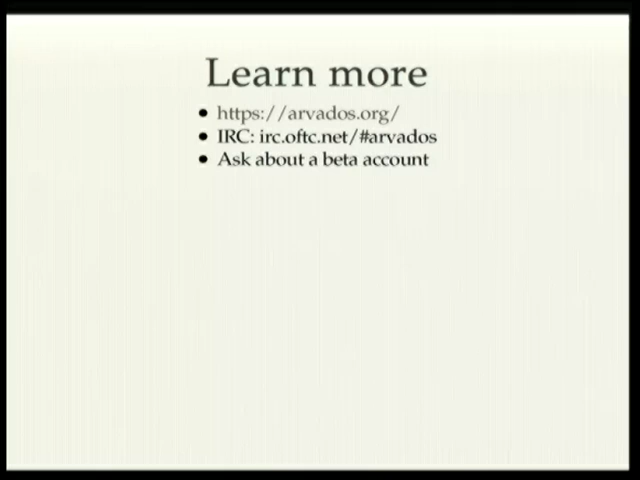 Learn more
• https://arvados.org/
• IRC: irc.oftc.net/#arvados
• Ask about a beta account